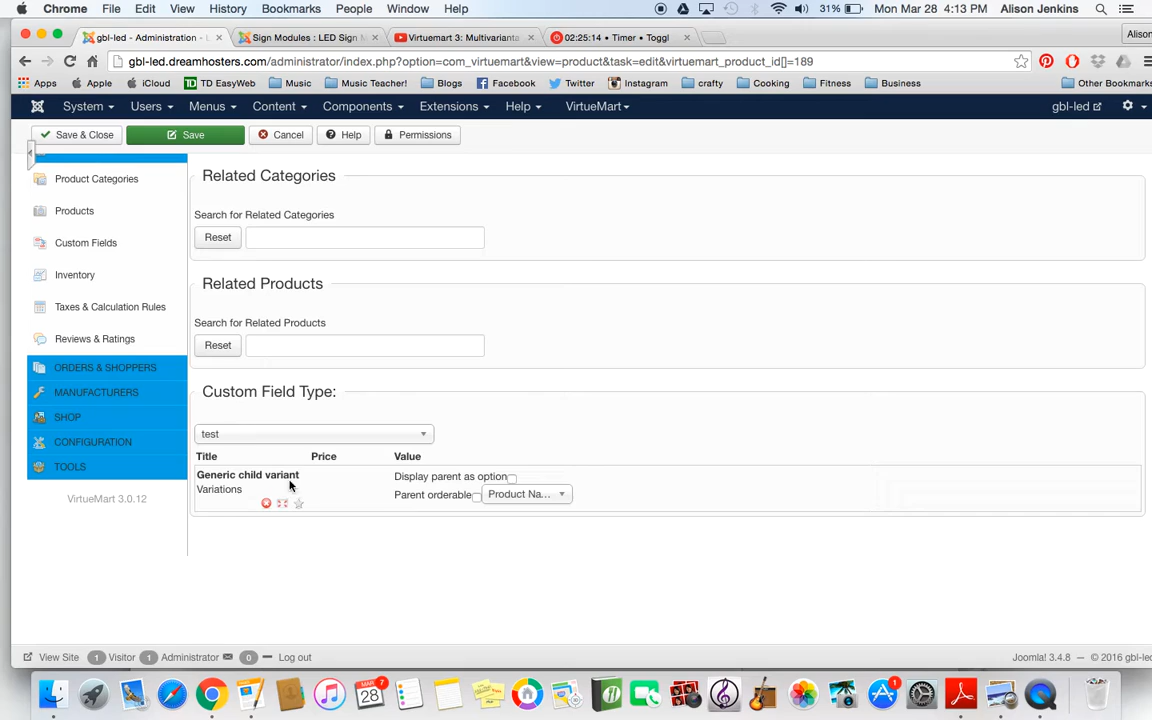 Chrome File Edit View History Bookmarks People Window Help 31% Mon Mar 28 4:13 PM Alison Jenkins
gbl-led - Administration - Sign Modules : LED Sign M Virtuemart 3: Multivarianta 02:25:14 • Timer • Toggl Alison
gbl-led.dreamhosters.com/administrator/index.php?option=com_virtuemart&view=product&task=edit&virtuemart_product_id[]=189
Apps Apple iCloud TD EasyWeb Music Music Teacher! Blogs Facebook Twitter Instagram crafty Cooking Fitness Business Other Bookmarks
System Users Menus Content Components Extensions Help VirtueMart gbl-led
Save & Close Save Cancel Help Permissions
Product Categories
Products
Custom Fields
Inventory
Taxes & Calculation Rules
Reviews & Ratings
ORDERS & SHOPPERS
MANUFACTURERS
SHOP
CONFIGURATION
TOOLS
VirtueMart 3.0.12
Related Categories
Search for Related Categories
Reset
Related Products
Search for Related Products
Reset
Custom Field Type:
test
Title Price Value
Generic child variant Display parent as option
Variations Parent orderable Product Na...
View Site 1 Visitor 1 Administrator 0 Log out Joomla! 3.4.8 — © 2016 gbl-led
MAR 7
28
1